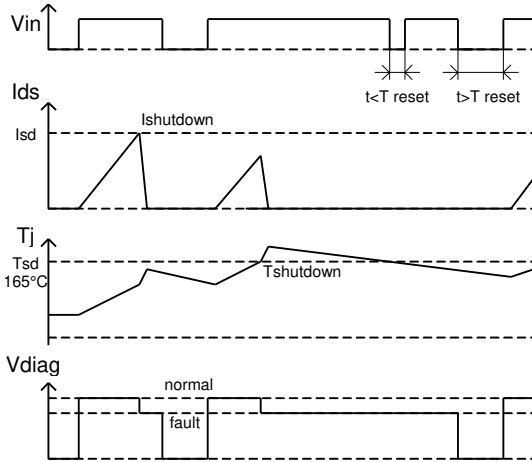 Vin
t<T reset
t>T reset
Ids
Ishutdown
Isd
Tj
Tsd
165°C
Tshutdown
Vdiag
normal
fault